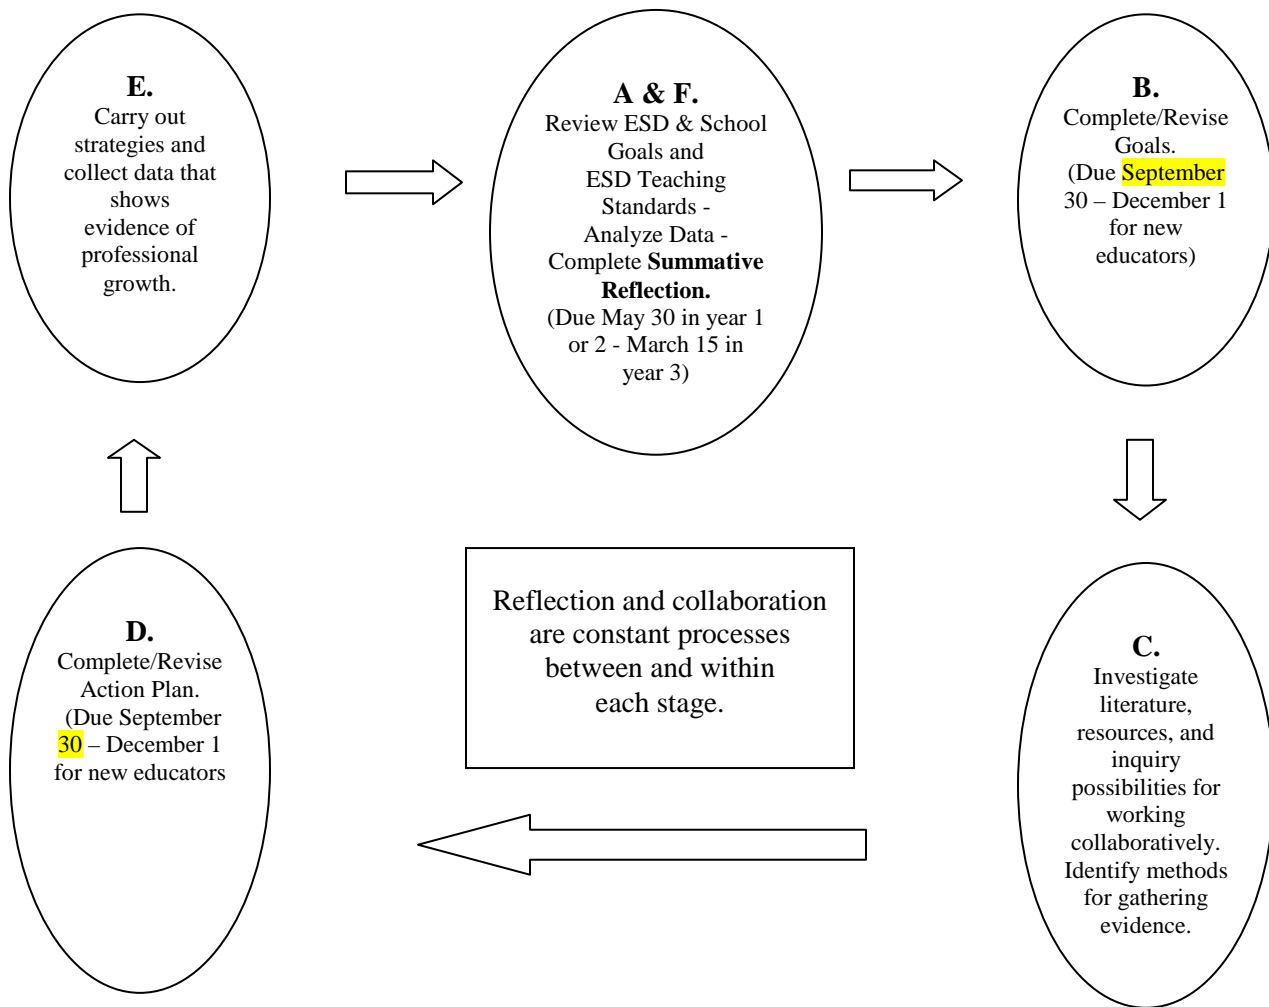 E.
Carry out
strategies and
collect data that
shows
evidence of
professional
growth.
A & F.
Review ESD & School
Goals and
ESD Teaching
Standards -
Analyze Data -
Complete Summative
Reflection.
(Due May 30 in year 1
or 2 - March 15 in
year 3)
B.
Complete/Revise
Goals.
(Due September
30 – December 1
for new
educators)
D.
Complete/Revise
Action Plan.
(Due September
30 – December 1
for new educators
Reflection and collaboration
are constant processes
between and within
each stage.
C.
Investigate
literature,
resources, and
inquiry
possibilities for
working
collaboratively.
Identify methods
for gathering
evidence.